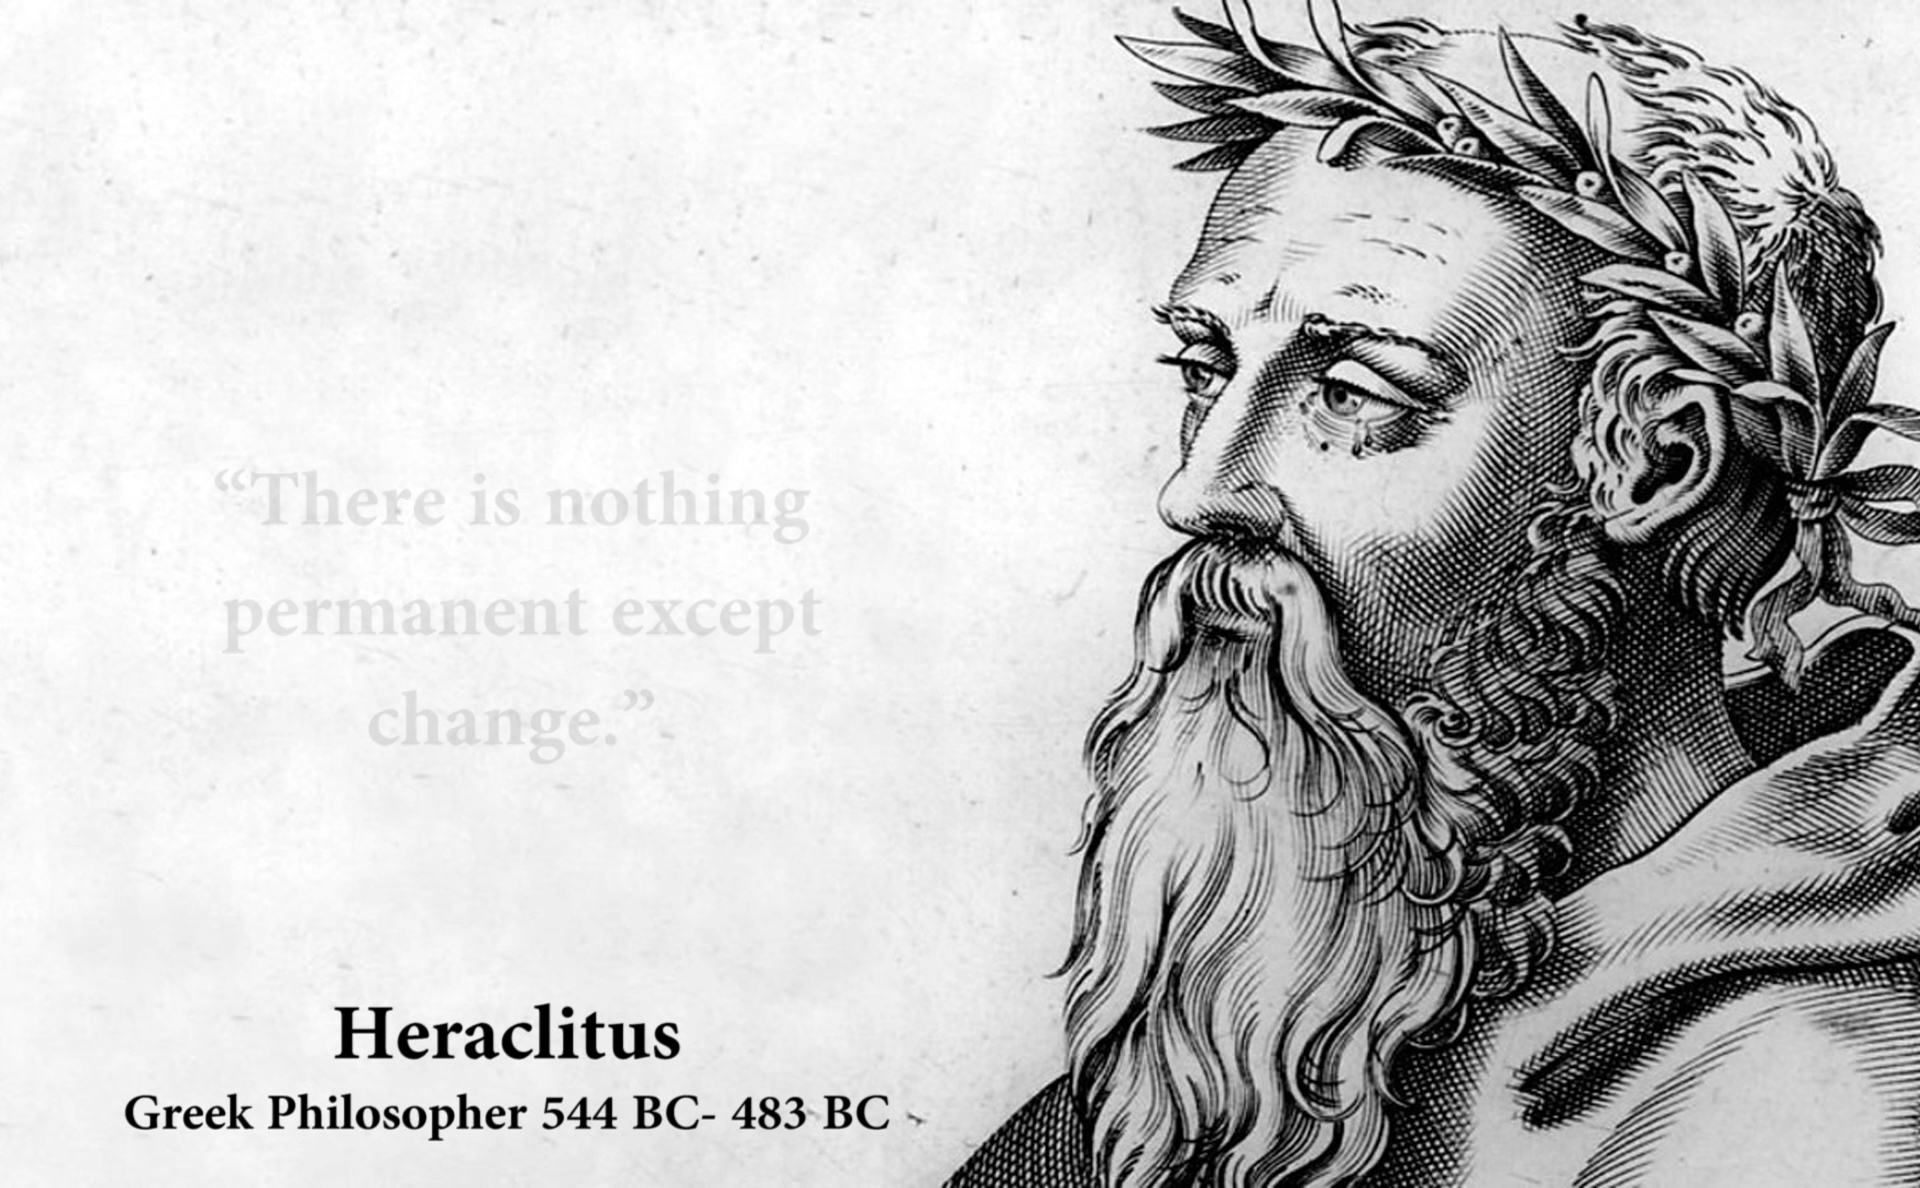 “There is nothing
permanent except
change.”
Heraclitus
Greek Philosopher 544 BC- 483 BC